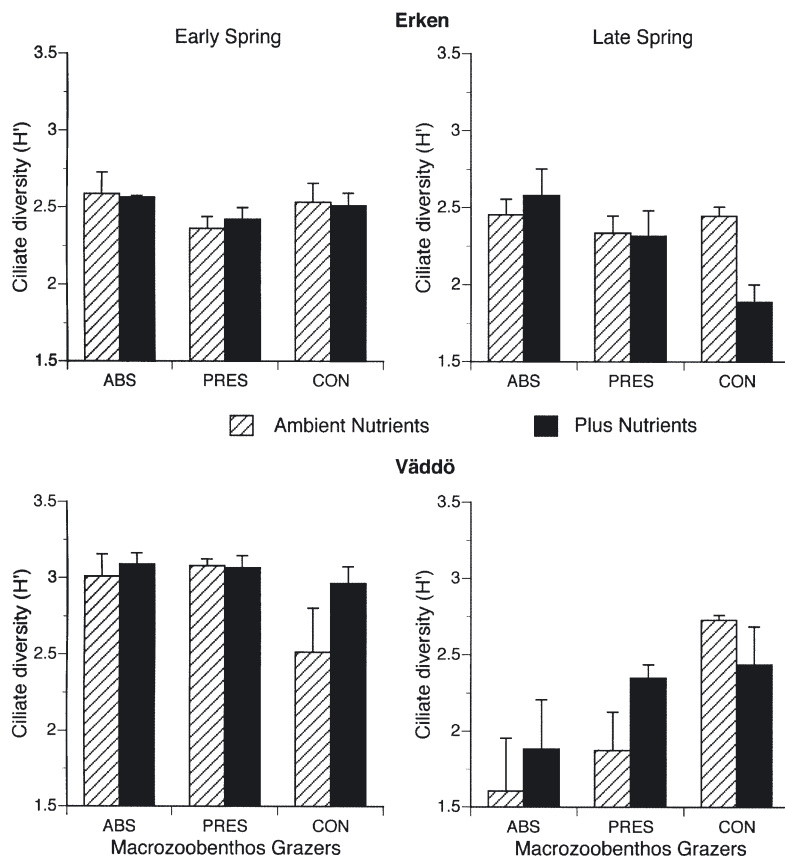 Erken
Early Spring
Late Spring
Ciliate diversity (H')
3.5
3
2.5
2
1.5
ABS PRES CON
Ciliate diversity (H')
3.5
3
2.5
2
1.5
ABS PRES CON
Ambient Nutrients
Plus Nutrients
Väddö
Ciliate diversity (H')
3.5
3
2.5
2
1.5
ABS PRES CON
Macrozoobenthos Grazers
Ciliate diversity (H')
3.5
3
2.5
2
1.5
ABS PRES CON
Macrozoobenthos Grazers